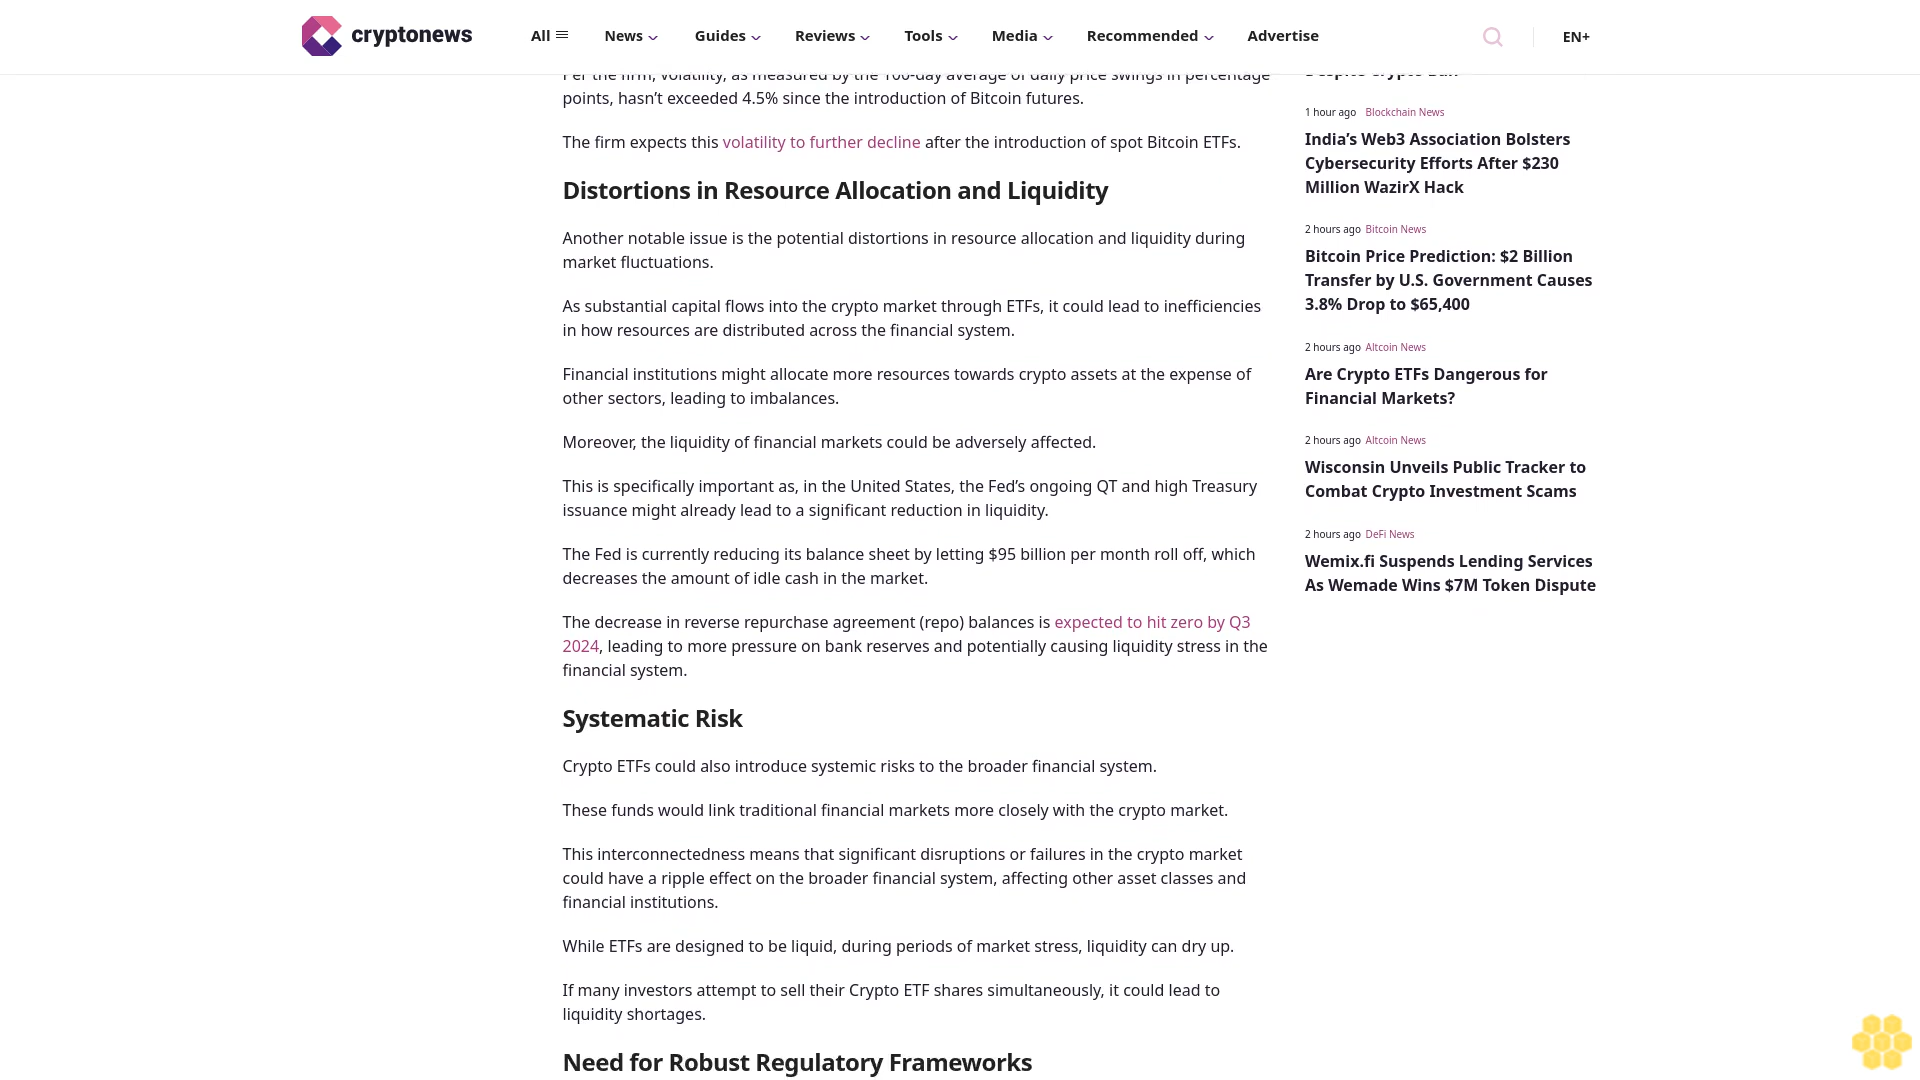 cryptonews
All
News
Guides
Reviews
Tools
Media
Recommended
Advertise
EN+
points, hasn’t exceeded 4.5% since the introduction of Bitcoin futures.
The firm expects this volatility to further decline after the introduction of spot Bitcoin ETFs.
Distortions in Resource Allocation and Liquidity
Another notable issue is the potential distortions in resource allocation and liquidity during
market fluctuations.
As substantial capital flows into the crypto market through ETFs, it could lead to inefficiencies
in how resources are distributed across the financial system.
Financial institutions might allocate more resources towards crypto assets at the expense of
other sectors, leading to imbalances.
Moreover, the liquidity of financial markets could be adversely affected.
This is specifically important as, in the United States, the Fed’s ongoing QT and high Treasury
issuance might already lead to a significant reduction in liquidity.
The Fed is currently reducing its balance sheet by letting $95 billion per month roll off, which
decreases the amount of idle cash in the market.
The decrease in reverse repurchase agreement (repo) balances is expected to hit zero by Q3
2024, leading to more pressure on bank reserves and potentially causing liquidity stress in the
financial system.
Systematic Risk
Crypto ETFs could also introduce systemic risks to the broader financial system.
These funds would link traditional financial markets more closely with the crypto market.
This interconnectedness means that significant disruptions or failures in the crypto market
could have a ripple effect on the broader financial system, affecting other asset classes and
financial institutions.
While ETFs are designed to be liquid, during periods of market stress, liquidity can dry up.
If many investors attempt to sell their Crypto ETF shares simultaneously, it could lead to
liquidity shortages.
Need for Robust Regulatory Frameworks
1 hour ago Blockchain News
India’s Web3 Association Bolsters
Cybersecurity Efforts After $230
Million WazirX Hack
2 hours ago Bitcoin News
Bitcoin Price Prediction: $2 Billion
Transfer by U.S. Government Causes
3.8% Drop to $65,400
2 hours ago Altcoin News
Are Crypto ETFs Dangerous for
Financial Markets?
2 hours ago Altcoin News
Wisconsin Unveils Public Tracker to
Combat Crypto Investment Scams
2 hours ago DeFi News
Wemix.fi Suspends Lending Services
As Wemade Wins $7M Token Dispute